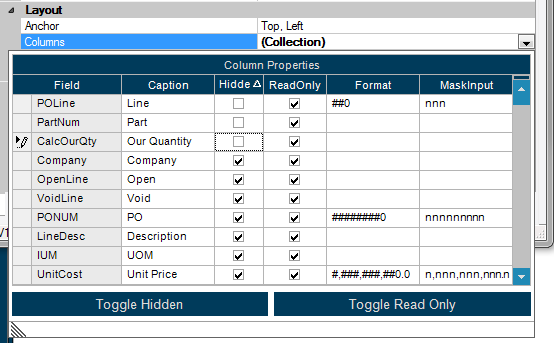 Layout
Anchor Top, Left
Columns (Collection)
Column Properties
Field Caption Hidde ReadOnly Format MaskInput
POLine Line ##0 nnn
PartNum Part
CalcOurQty Our Quantity
Company Company
OpenLine Open
VoidLine Void
PONUM PO ########0 nnnnnnnnn
LineDesc Description
IUM UOM
UnitCost Unit Price #,###,###,##0.0 n,nnn,nnn,nnn.n
Toggle Hidden Toggle Read Only